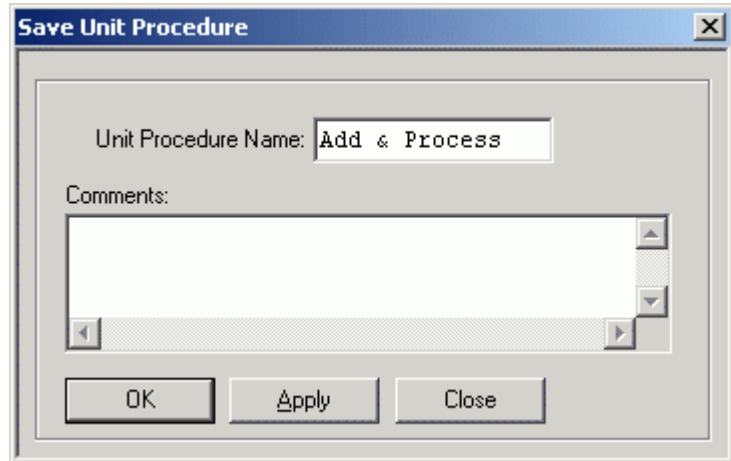 Save Unit Procedure
Unit Procedure Name: Add & Process
Comments:
OK Apply Close